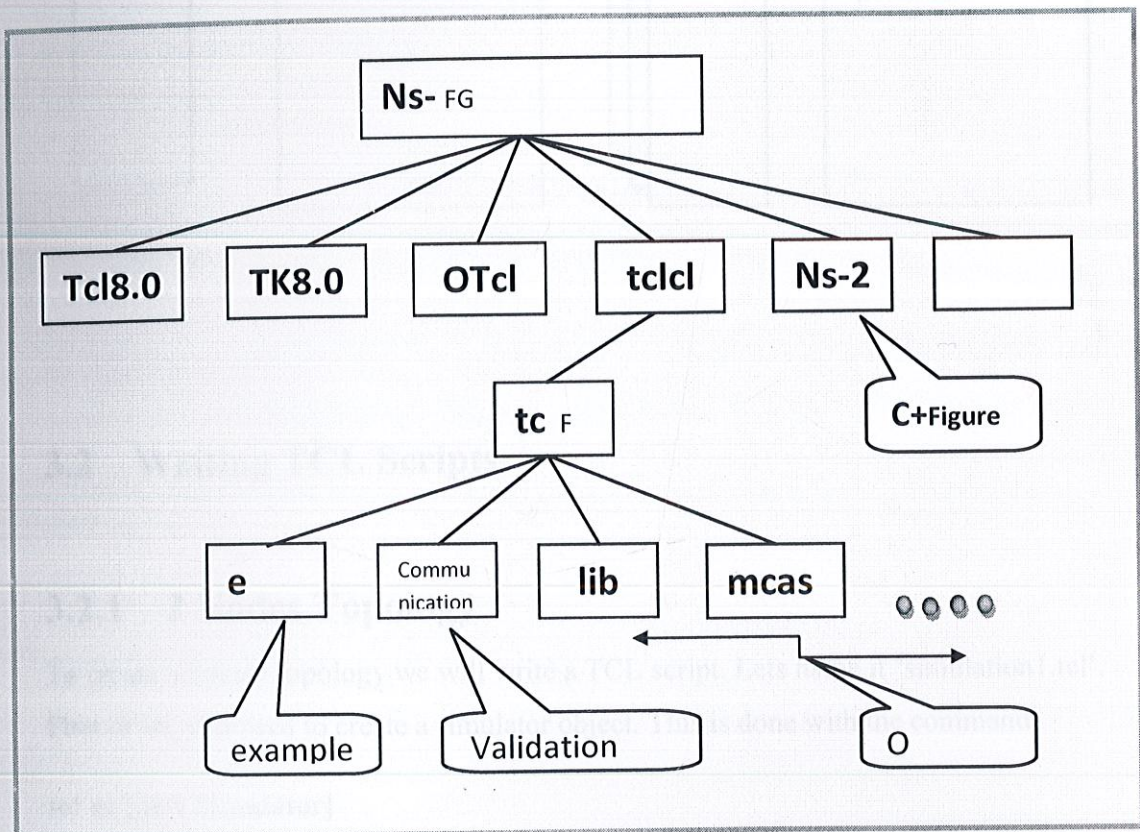 Ns- FG
Tcl8.0
TK8.0
OTcl
tclcl
Ns-2
tc F
C+Figure
e
Commu
nication
lib
mcas
example
Validation
O